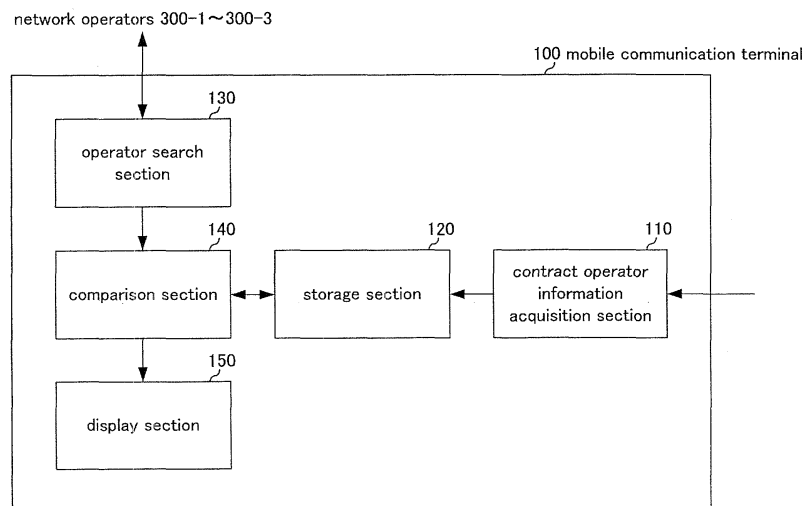 network operators 300-1～300-3
100 mobile communication terminal
130
operator search
section
140
comparison section
120
storage section
110
contract operator
information
acquisition section
150
display section